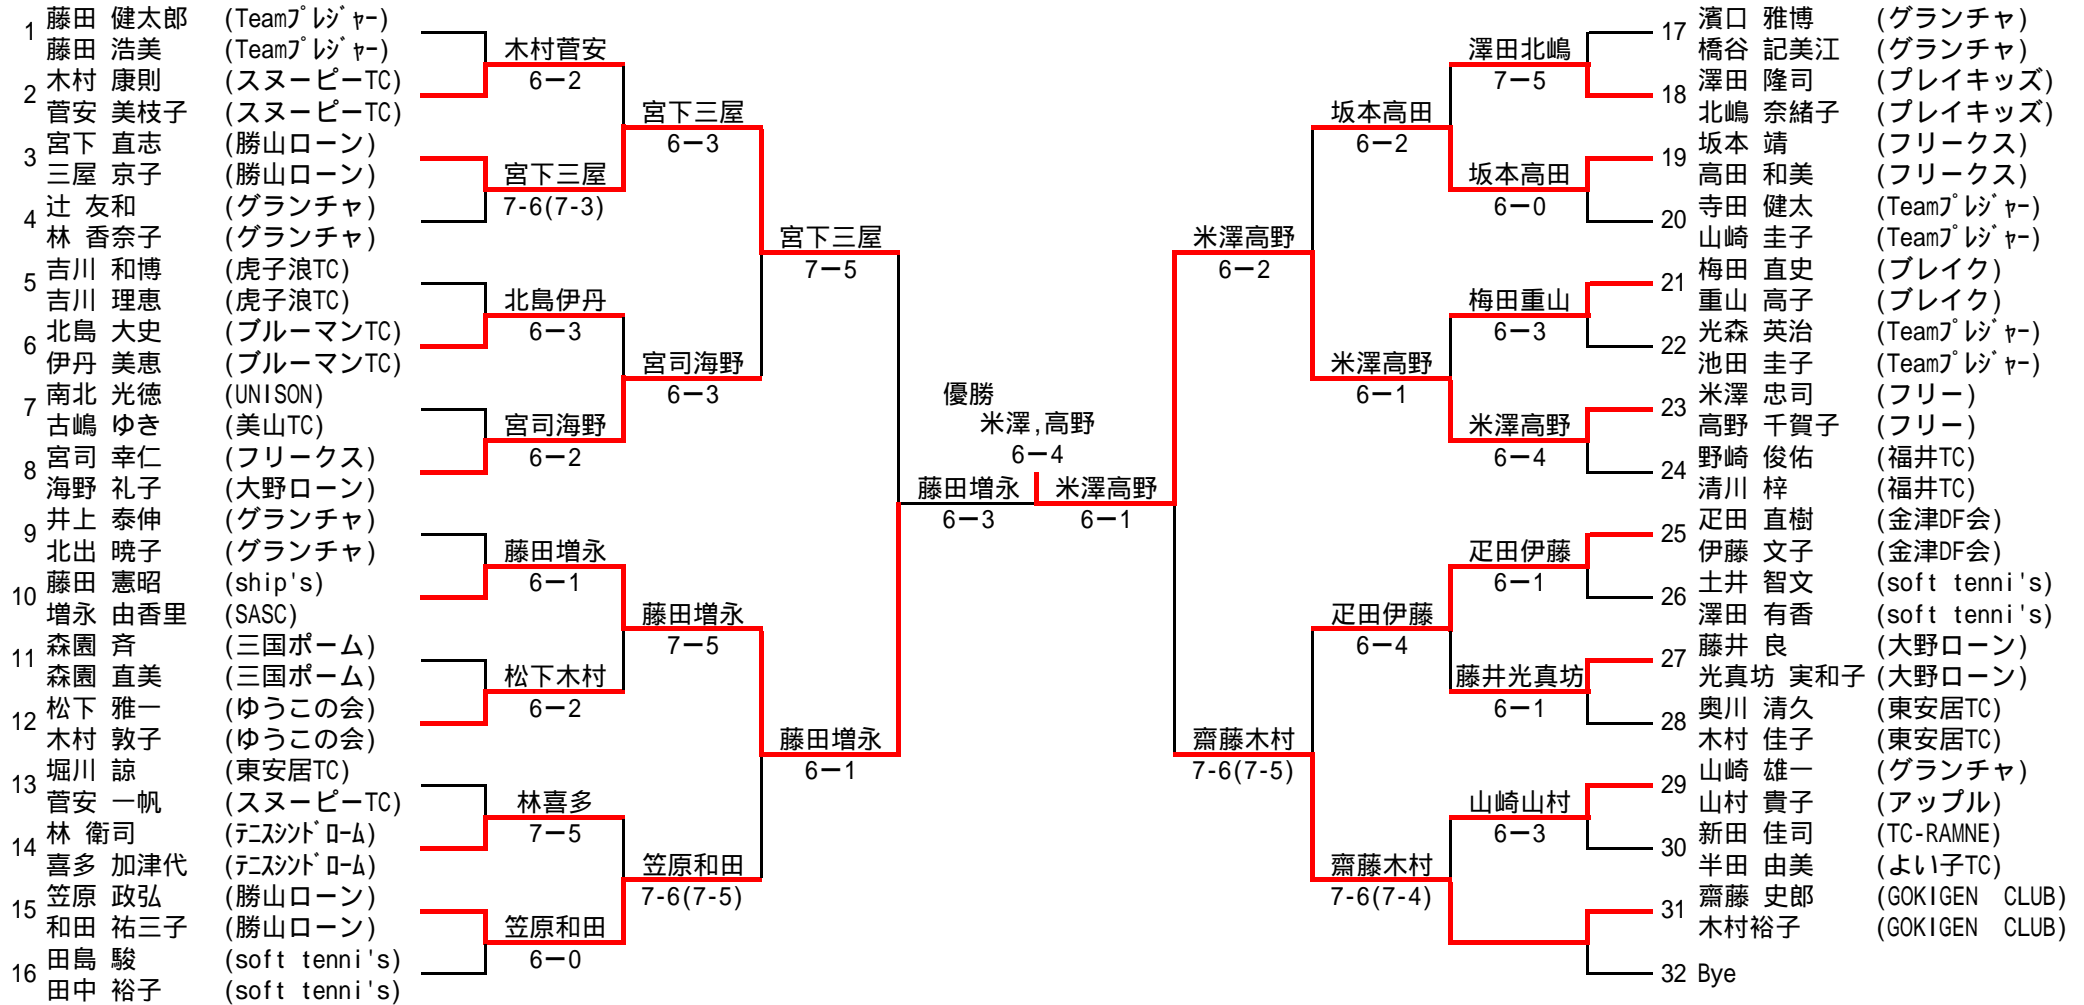 1 藤田 健太郎 (Teamﾌﾟﾚｼﾞｬｰ)
藤田 浩美 (Teamﾌﾟﾚｼﾞｬｰ)
2 木村 康則 (スヌーピーTC)
菅安 美枝子 (スヌーピーTC)
3 宮下 直志 (勝山ローン)
三屋 京子 (勝山ローン)
4 辻 友和 (グランチャ)
林 香奈子 (グランチャ)
5 吉川 和博 (虎子浪TC)
吉川 理恵 (虎子浪TC)
6 北島 大史 (ブルーマンTC)
伊丹 美恵 (ブルーマンTC)
7 南北 光徳 (UNISON)
古嶋 ゆき (美山TC)
8 宮司 幸仁 (フリークス)
海野 礼子 (大野ローン)
9 井上 泰伸 (グランチャ)
北出 暁子 (グランチャ)
10 藤田 憲昭 (ship's)
増永 由香里 (SASC)
11 森園 斉 (三国ポーム)
森園 直美 (三国ポーム)
12 松下 雅一 (ゆうこの会)
木村 敦子 (ゆうこの会)
13 堀川 諒 (東安居TC)
菅安 一帆 (スヌーピーTC)
14 林 衛司 (ﾃﾆｽｼﾝﾄﾞﾛｰﾑ)
喜多 加津代 (ﾃﾆｽｼﾝﾄﾞﾛｰﾑ)
15 笠原 政弘 (勝山ローン)
和田 祐三子 (勝山ローン)
16 田島 駿 (soft tenni's)
田中 裕子 (soft tenni's)
木村菅安
6ー2
宮下三屋
7-6(7-3)
北島伊丹
6ー3
宮司海野
6ー2
藤田増永
6ー1
松下木村
6ー2
林喜多
7ー5
笠原和田
6ー0
宮下三屋
6ー3
宮司海野
6ー3
藤田増永
7ー5
笠原和田
7-6(7-5)
宮下三屋
7ー5
藤田増永
6ー1
藤田増永
6ー3
優勝
米澤,高野
6ー4
米澤高野
6ー1
米澤高野
6ー2
齋藤木村
7-6(7-5)
坂本高田
6ー2
米澤高野
6ー1
疋田伊藤
6ー4
齋藤木村
7-6(7-4)
澤田北嶋
7ー5
坂本高田
6ー0
梅田重山
6ー3
米澤高野
6ー4
疋田伊藤
6ー1
藤井光真坊
6ー1
山崎山村
6ー3
17 濱口 雅博 (グランチャ)
橋谷 記美江 (グランチャ)
18 澤田 隆司 (プレイキッズ)
北嶋 奈緒子 (プレイキッズ)
19 坂本 靖 (フリークス)
高田 和美 (フリークス)
20 寺田 健太 (Teamﾌﾟﾚｼﾞｬｰ)
山崎 圭子 (Teamﾌﾟﾚｼﾞｬｰ)
21 梅田 直史 (ブレイク)
重山 高子 (ブレイク)
22 光森 英治 (Teamﾌﾟﾚｼﾞｬｰ)
池田 圭子 (Teamﾌﾟﾚｼﾞｬｰ)
23 米澤 忠司 (フリー)
高野 千賀子 (フリー)
24 野崎 俊佑 (福井TC)
清川 梓 (福井TC)
25 疋田 直樹 (金津DF会)
伊藤 文子 (金津DF会)
26 土井 智文 (soft tenni's)
澤田 有香 (soft tenni's)
27 藤井 良 (大野ローン)
光真坊 実和子 (大野ローン)
28 奥川 清久 (東安居TC)
木村 佳子 (東安居TC)
29 山崎 雄一 (グランチャ)
山村 貴子 (アップル)
30 新田 佳司 (TC-RAMNE)
半田 由美 (よい子TC)
31 齋藤 史郎 (GOKIGEN CLUB)
木村裕子 (GOKIGEN CLUB)
32 Bye